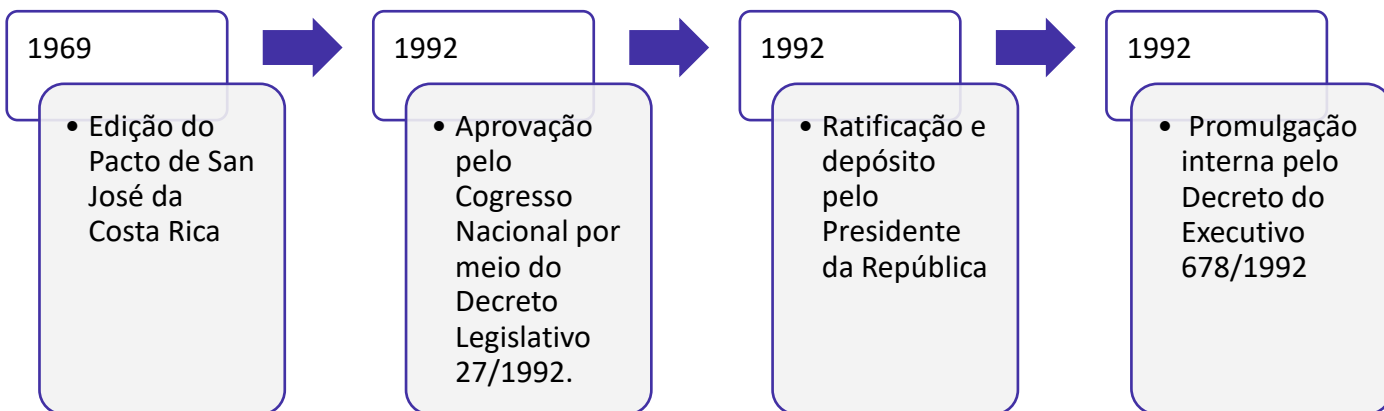 1969
• Edição do
Pacto de San
José da
Costa Rica
1992
• Aprovação
pelo
Cogresso
Nacional por
meio do
Decreto
Legislativo
27/1992.
1992
• Ratificação e
depósito
pelo
Presidente
da República
1992
• Promulgação
interna pelo
Decreto do
Executivo
678/1992